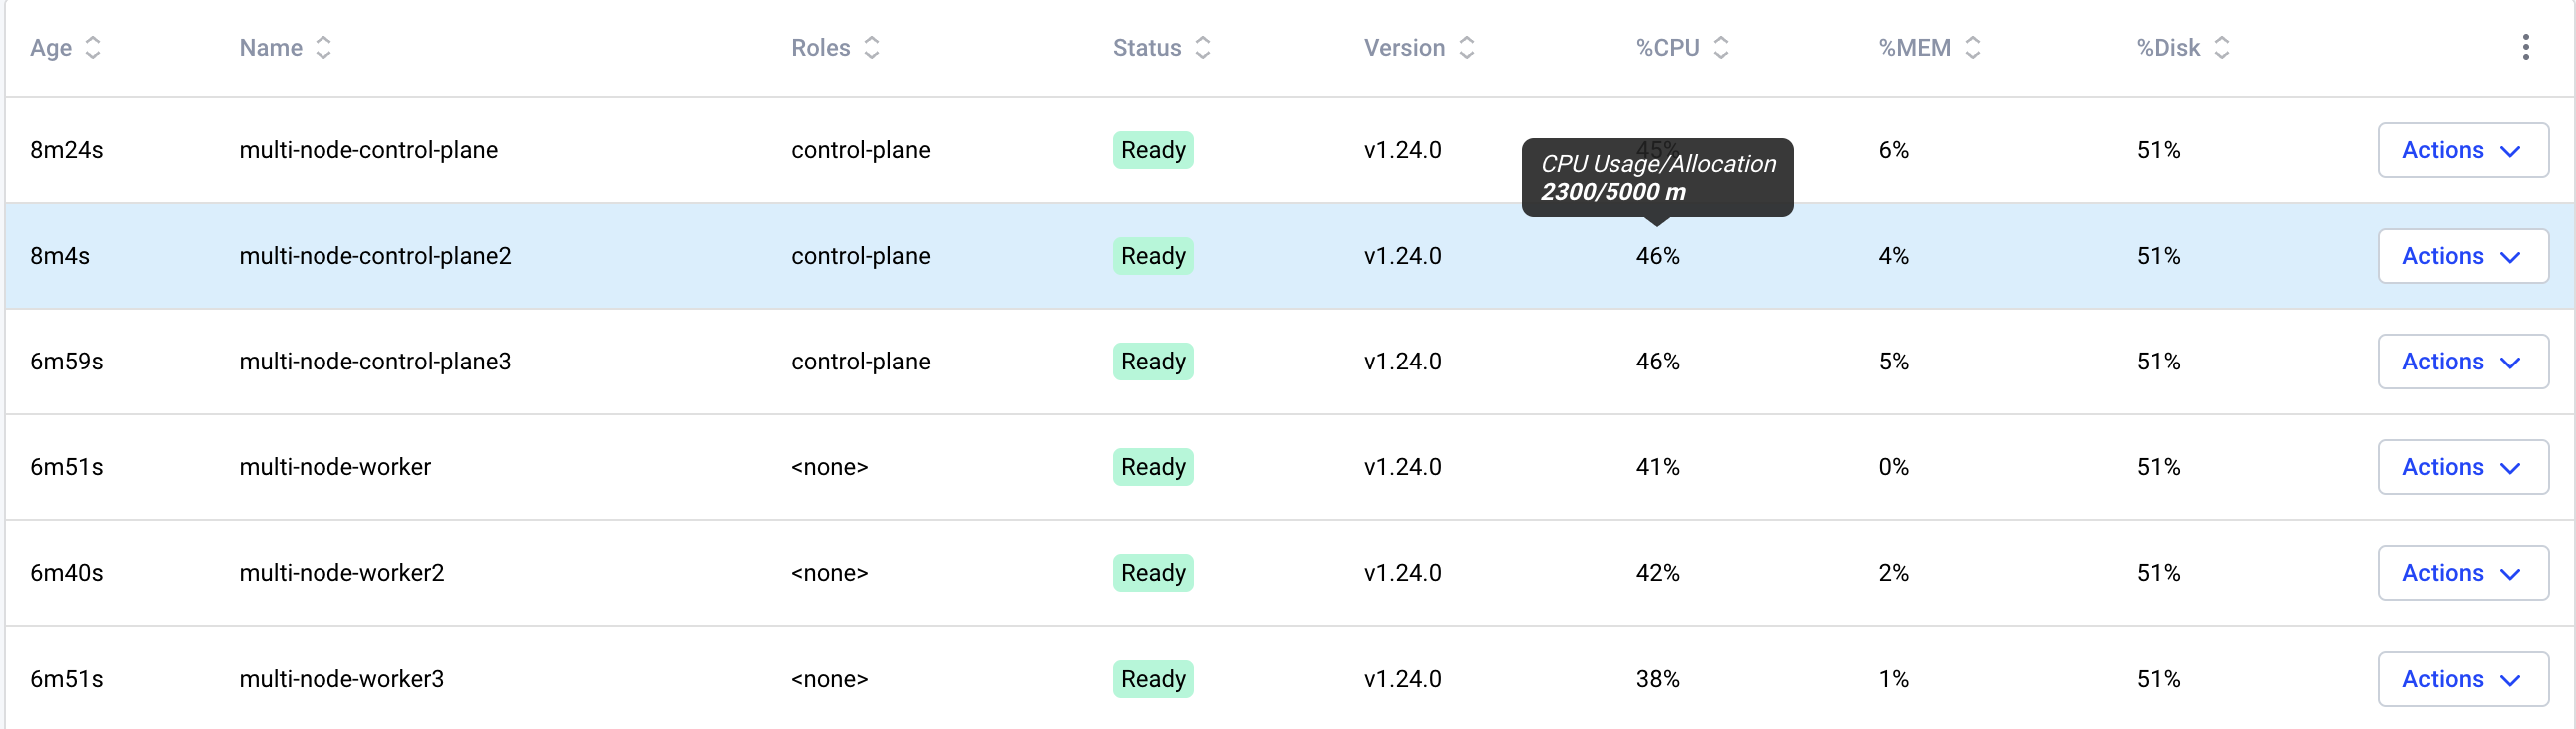 Age Name Roles Status Version %CPU %MEM %Disk
8m24s multi-node-control-plane control-plane Ready v1.24.0 45% 6% 51% Actions
CPU Usage/Allocation
2300/5000 m
8m4s multi-node-control-plane2 control-plane Ready v1.24.0 46% 4% 51% Actions
6m59s multi-node-control-plane3 control-plane Ready v1.24.0 46% 5% 51% Actions
6m51s multi-node-worker <none> Ready v1.24.0 41% 0% 51% Actions
6m40s multi-node-worker2 <none> Ready v1.24.0 42% 2% 51% Actions
6m51s multi-node-worker3 <none> Ready v1.24.0 38% 1% 51% Actions